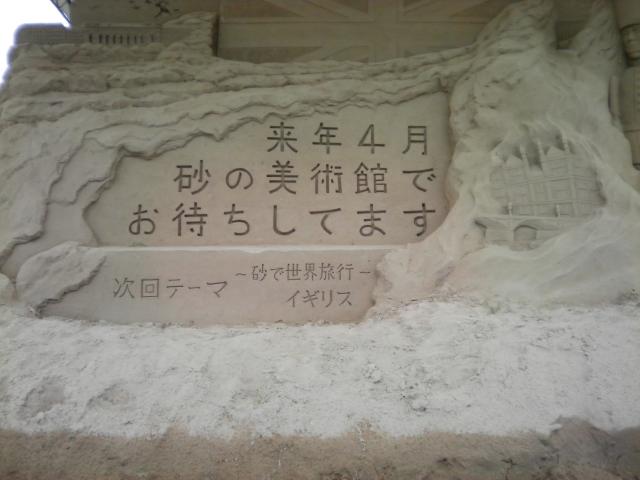 来年4月
砂の美術館で
お待ちしてます
次回テーマ ～砂で世界旅行～
イギリス